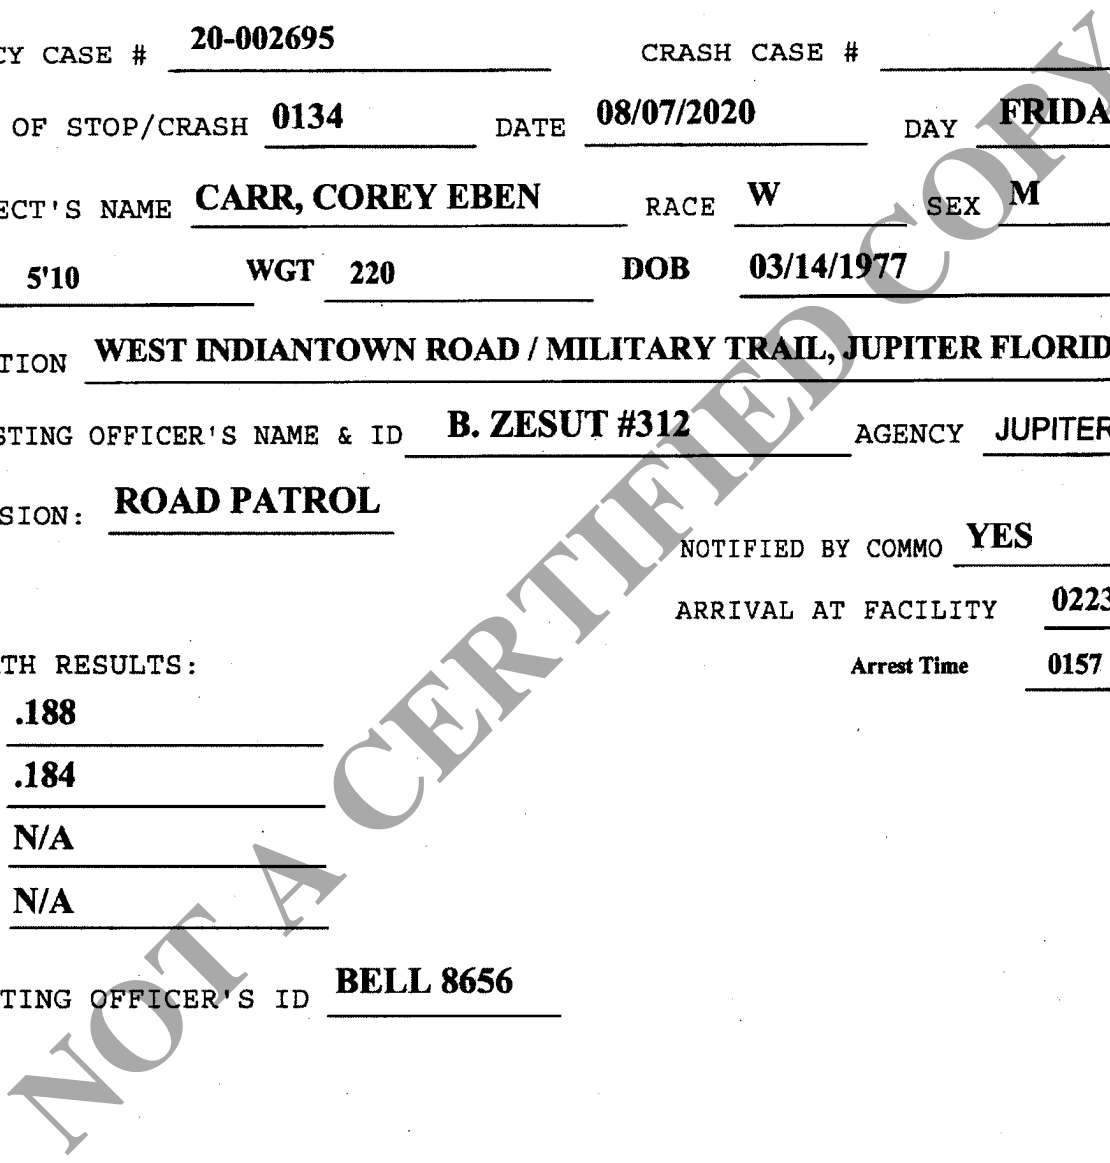 CY CASE # 20-002695 CRASH CASE #
OF STOP/CRASH 0134 DATE 08/07/2020 DAY FRIDA
ECT'S NAME CARR, COREY EBEN RACE W SEX M
5'10 WGT 220 DOB 03/14/1977
TION WEST INDIANTOWN ROAD / MILITARY TRAIL, JUPITER FLORID
STING OFFICER'S NAME & ID B. ZESUT #312 AGENCY JUPITER
SION: ROAD PATROL
NOTIFIED BY COMMO YES
ARRIVAL AT FACILITY 0223
TH RESULTS: Arrest Time 0157
.188
.184
N/A
N/A
TING OFFICER'S ID BELL 8656
NOT A CERTIFIED COPY